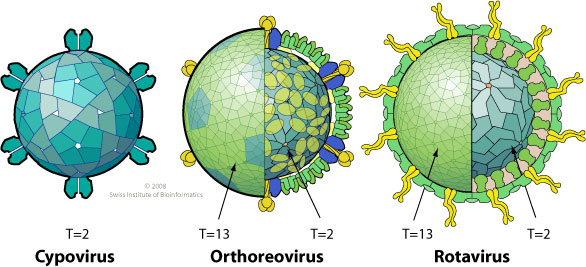 © 2008
Swiss Institute of Bioinformatics
T=2
T=13
T=2
T=13
T=2
Cypovirus
Orthoreovirus
Rotavirus